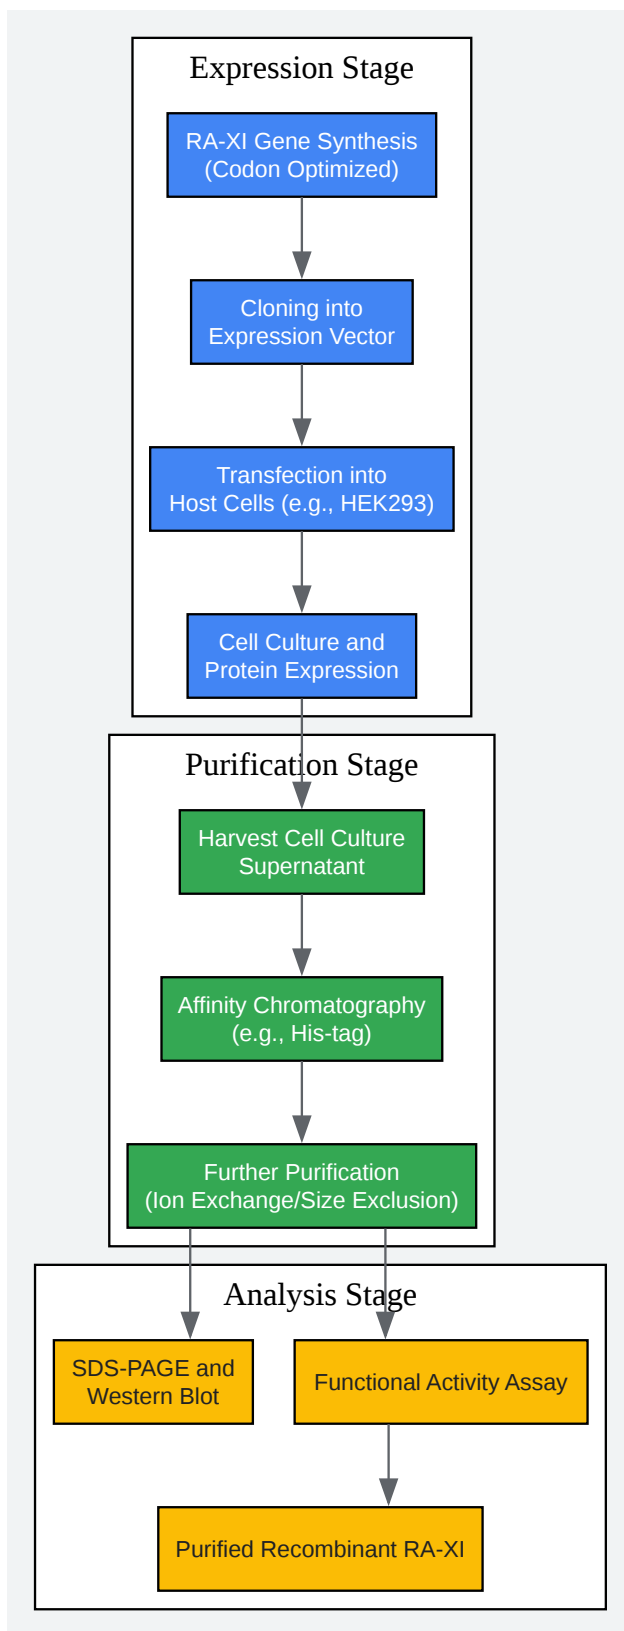 Expression Stage
RA-XI Gene Synthesis
(Codon Optimized)
Cloning into
Expression Vector
Transfection into
Host Cells (e.g., HEK293)
Cell Culture and
Protein Expression
Purification Stage
Harvest Cell Culture
Supernatant
Affinity Chromatography
(e.g., His-tag)
Further Purification
(Ion Exchange/Size Exclusion)
Analysis Stage
SDS-PAGE and
Western Blot
Functional Activity Assay
Purified Recombinant RA-XI